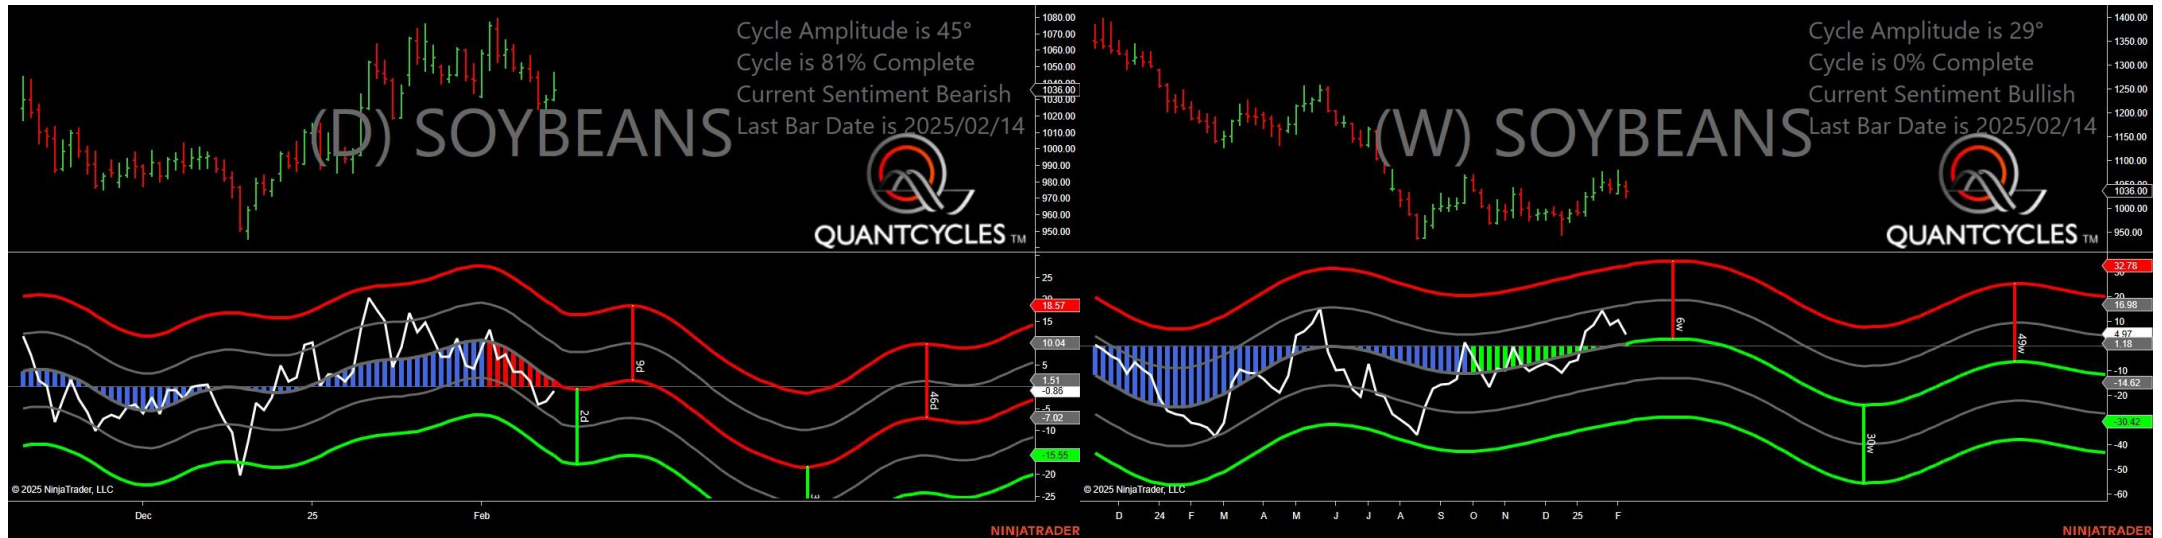 Cycle Amplitude is 45°
Cycle is 81% Complete
Current Sentiment Bearish
Last Bar Date is 2025/02/14
(D) SOYBEANS
QUANTCYCLES TM
1080.00
1070.00
1060.00
1050.00
1040.00
1036.00
1030.00
1020.00
1010.00
1000.00
990.00
980.00
970.00
960.00
950.00
25
18.57
15
10.04
5
1.51
-0.86
-5
-7.02
-10
-15.55
-20
-25
9d
2d
46d
© 2025 NinjaTrader, LLC
Dec
25
Feb
NINJATRADER
Cycle Amplitude is 29°
Cycle is 0% Complete
Current Sentiment Bullish
Last Bar Date is 2025/02/14
(W) SOYBEANS
QUANTCYCLES TM
1400.00
1350.00
1300.00
1250.00
1200.00
1150.00
1100.00
1036.00
1000.00
950.00
32.78
20
16.98
10
4.97
1.18
-10
-14.62
-20
-30.42
-40
-50
-60
6w
49w
30w
© 2025 NinjaTrader, LLC
D
24
F
M
A
M
J
J
A
S
O
N
D
25
F
NINJATRADER